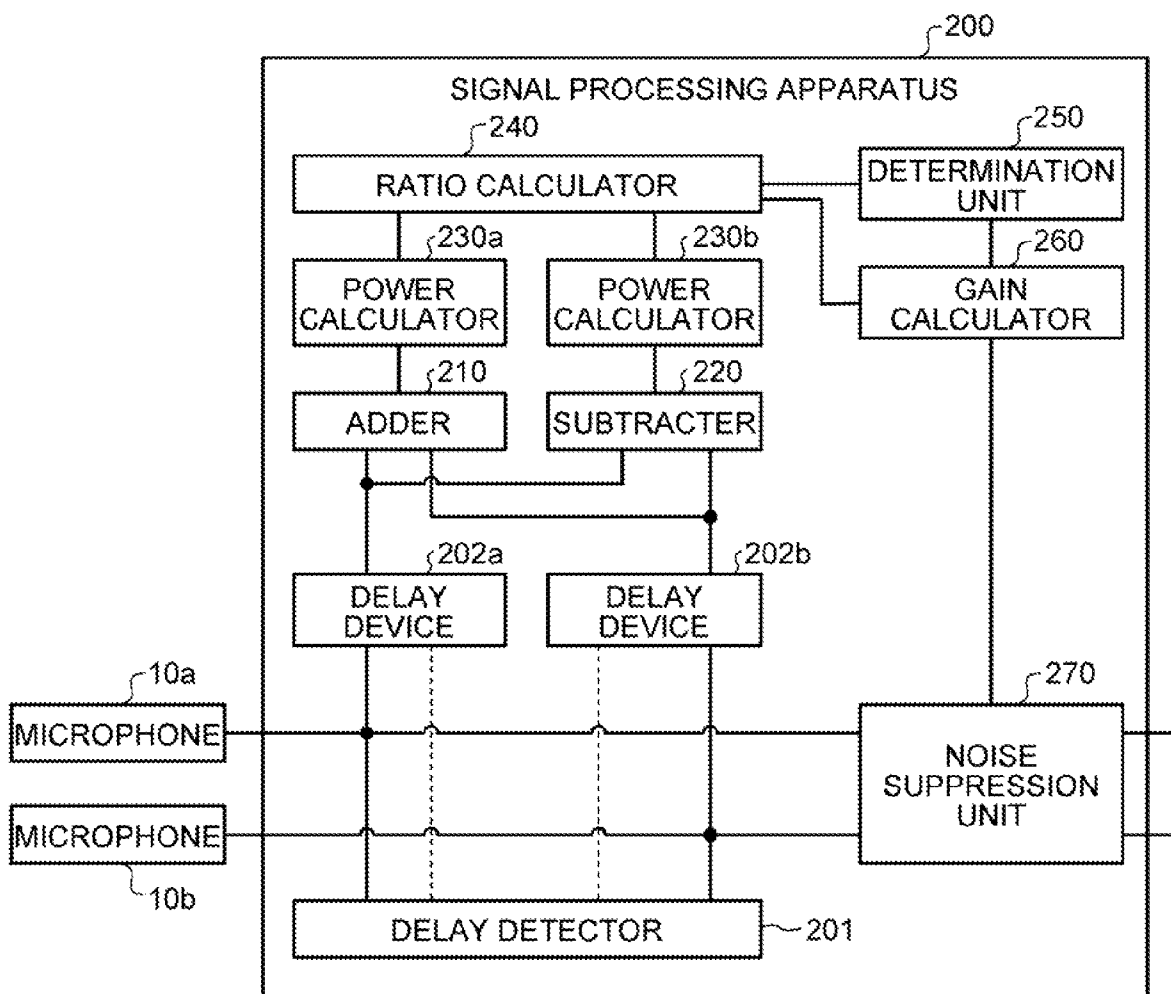 200
SIGNAL PROCESSING APPARATUS
240
250
RATIO CALCULATOR
DETERMINATION
UNIT
230a
230b
260
POWER
CALCULATOR
POWER
CALCULATOR
GAIN
CALCULATOR
210
220
ADDER
SUBTRACTER
202a
202b
DELAY
DEVICE
DELAY
DEVICE
10a
270
MICROPHONE
NOISE
SUPPRESSION
UNIT
MICROPHONE
10b
DELAY DETECTOR
201